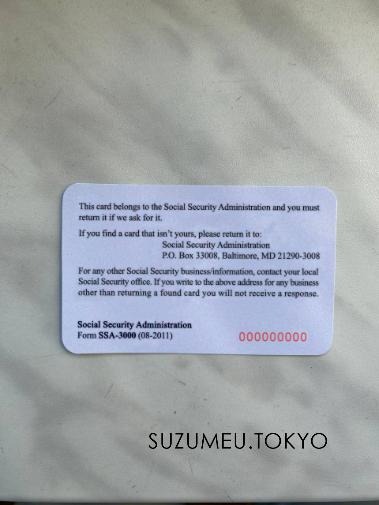 This card belongs to the Social Security Administration and you must
return it if we ask for it.
If you find a card that isn't yours, please return it to:
Social Security Administration
P.O. Box 33008, Baltimore, MD 21290-3008
For any other Social Security business/information, contact your local
Social Security office. If you write to the above address for any business
other than returning a found card you will not receive a response.
Social Security Administration
Form SSA-3000 (08-2011)
000000000
SUZUMEU.TOKYO